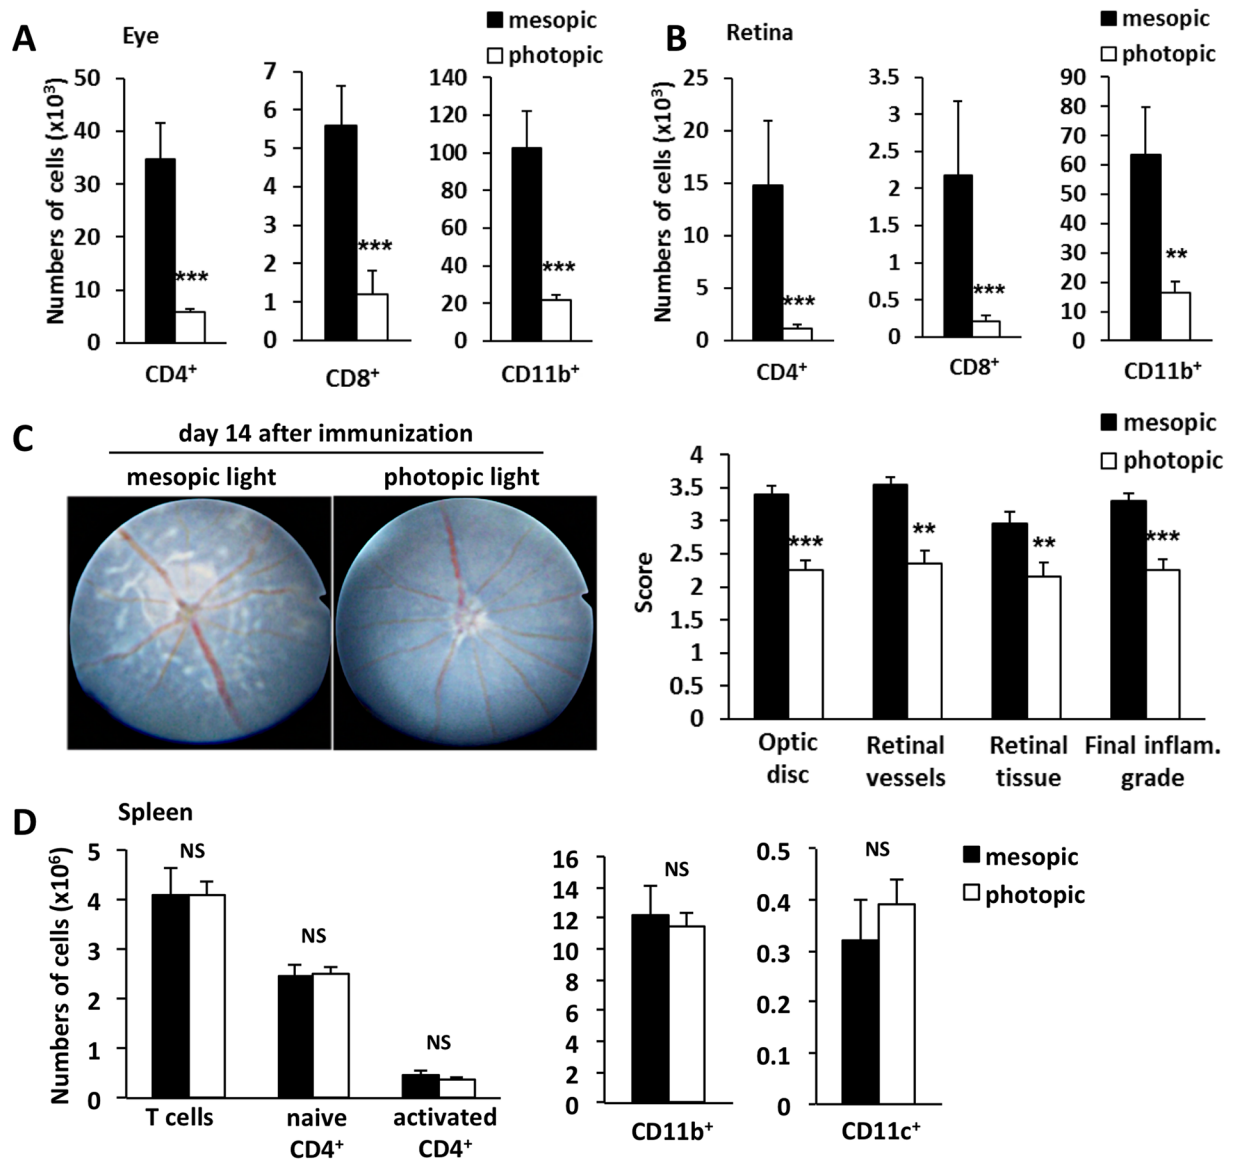 A
Eye
mesopic
photopic
Numbers of cells (x10³)
50
40
30
20
10
0
***
CD4⁺
7
6
5
4
3
2
1
0
***
CD8⁺
140
120
100
80
60
40
20
0
***
CD11b⁺
B
Retina
mesopic
photopic
Numbers of cells (x10³)
25
20
15
10
5
0
***
CD4⁺
3.5
3
2.5
2
1.5
1
0.5
0
***
CD8⁺
90
80
70
60
50
40
30
20
10
0
**
CD11b⁺
C
day 14 after immunization
mesopic light
photopic light
mesopic
photopic
Score
4
3.5
3
2.5
2
1.5
1
0.5
0
***
**
**
***
Optic
disc
Retinal
vessels
Retinal
tissue
Final inflam.
grade
D
Spleen
Numbers of cells (x10⁶)
5
4
3
2
1
0
NS
NS
NS
T cells
naive
CD4⁺
activated
CD4⁺
16
14
12
10
8
6
4
2
0
NS
CD11b⁺
0.5
0.4
0.3
0.2
0.1
0
NS
CD11c⁺
mesopic
photopic